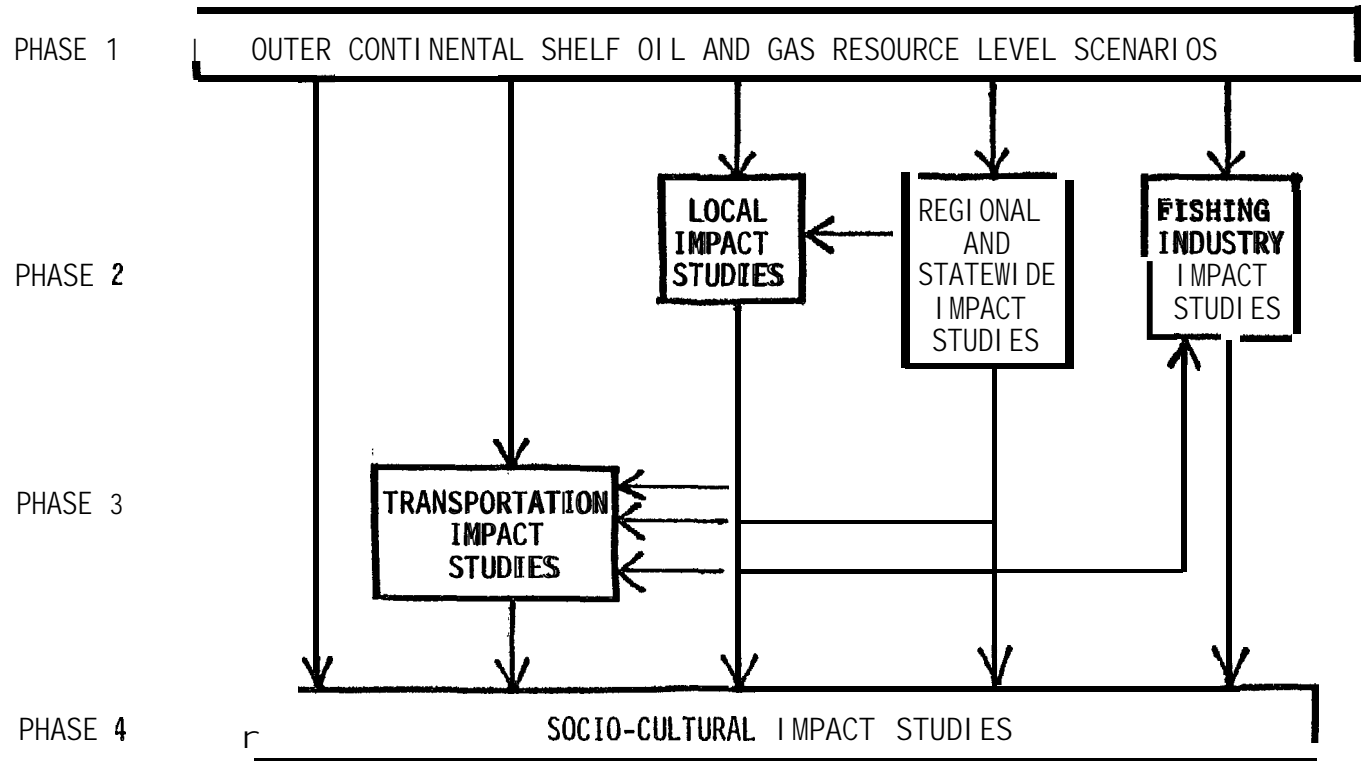 PHASE 1
OUTER CONTINENTAL SHELF OIL AND GAS RESOURCE LEVEL SCENARIOS
PHASE 2
LOCAL
IMPACT
STUDIES
REGIONAL
AND
STATEWIDE
IMPACT
STUDIES
FISHING
INDUSTRY
IMPACT
STUDIES
PHASE 3
TRANSPORTATION
IMPACT
STUDIES
PHASE 4
SOCIO-CULTURAL IMPACT STUDIES